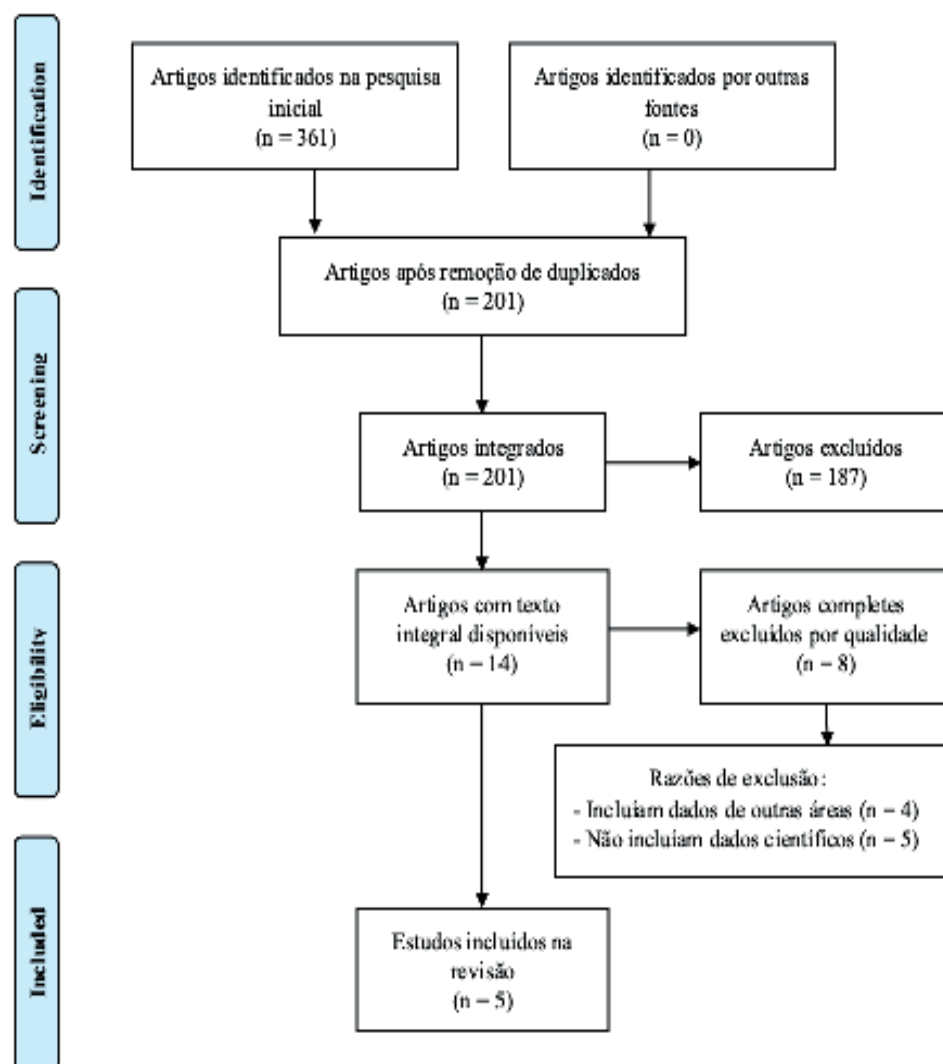 Identification
Artigos identificados na pesquisa
inicial
(n = 361)
Artigos identificados por outras
fontes
(n = 0)
Artigos após remoção de duplicados
(n = 201)
Screening
Artigos integrados
(n = 201)
Artigos excluídos
(n = 187)
Eligibility
Artigos com texto
integral disponíveis
(n – 14)
Artigos completes
excluídos por qualidade
(n – 8)
Razões de exclusão:
- Incluiam dados de outras áreas (n – 4)
- Não incluiam dados científicos (n – 5)
Included
Estudos incluídos na
revisão
(n – 5)